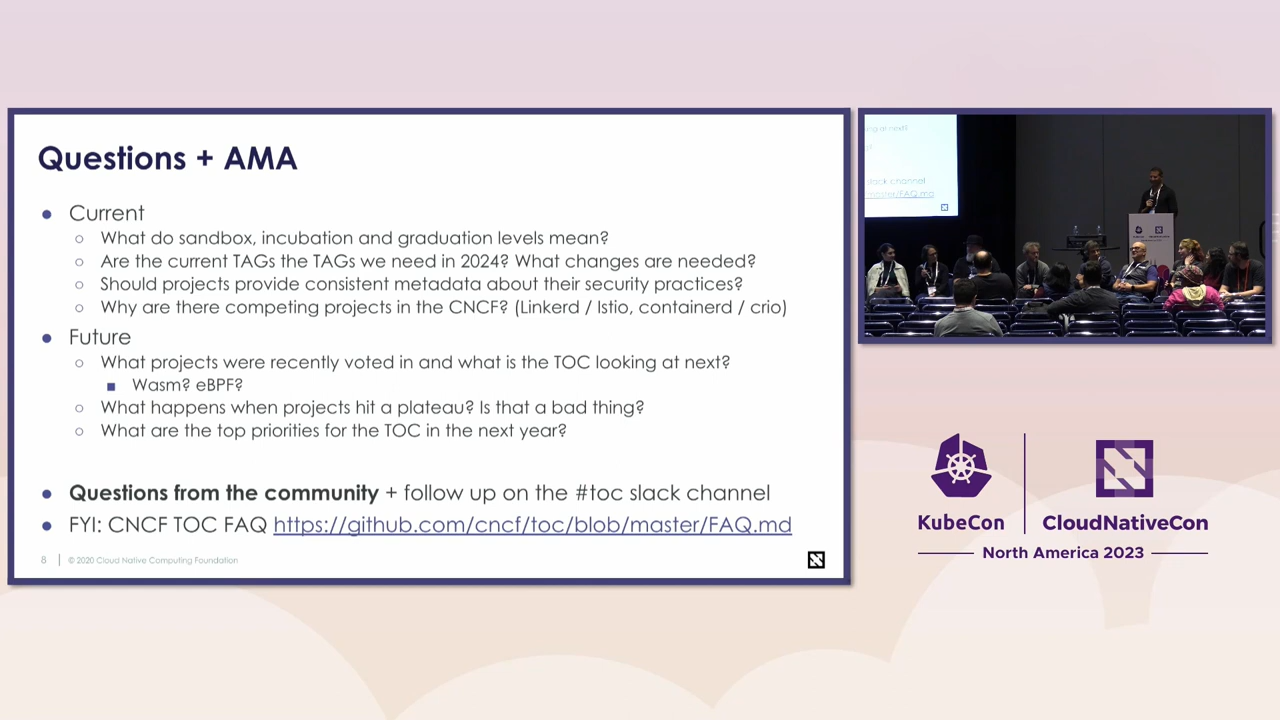 Questions + AMA
Current
What do sandbox, incubation and graduation levels mean?
Are the current TAGs the TAGs we need in 2024? What changes are needed?
Should projects provide consistent metadata about their security practices?
Why are there competing projects in the CNCF? (Linkerd / Istio, containerd / crio)
Future
What projects were recently voted in and what is the TOC looking at next?
Wasm? eBPF?
What happens when projects hit a plateau? Is that a bad thing?
What are the top priorities for the TOC in the next year?
Questions from the community + follow up on the #toc slack channel
FYI: CNCF TOC FAQ https://github.com/cncf/toc/blob/master/FAQ.md
8 | © 2020 Cloud Native Computing Foundation
slack channel
master/FAQ.md
KubeCon
CloudNativeCon
North America 2023